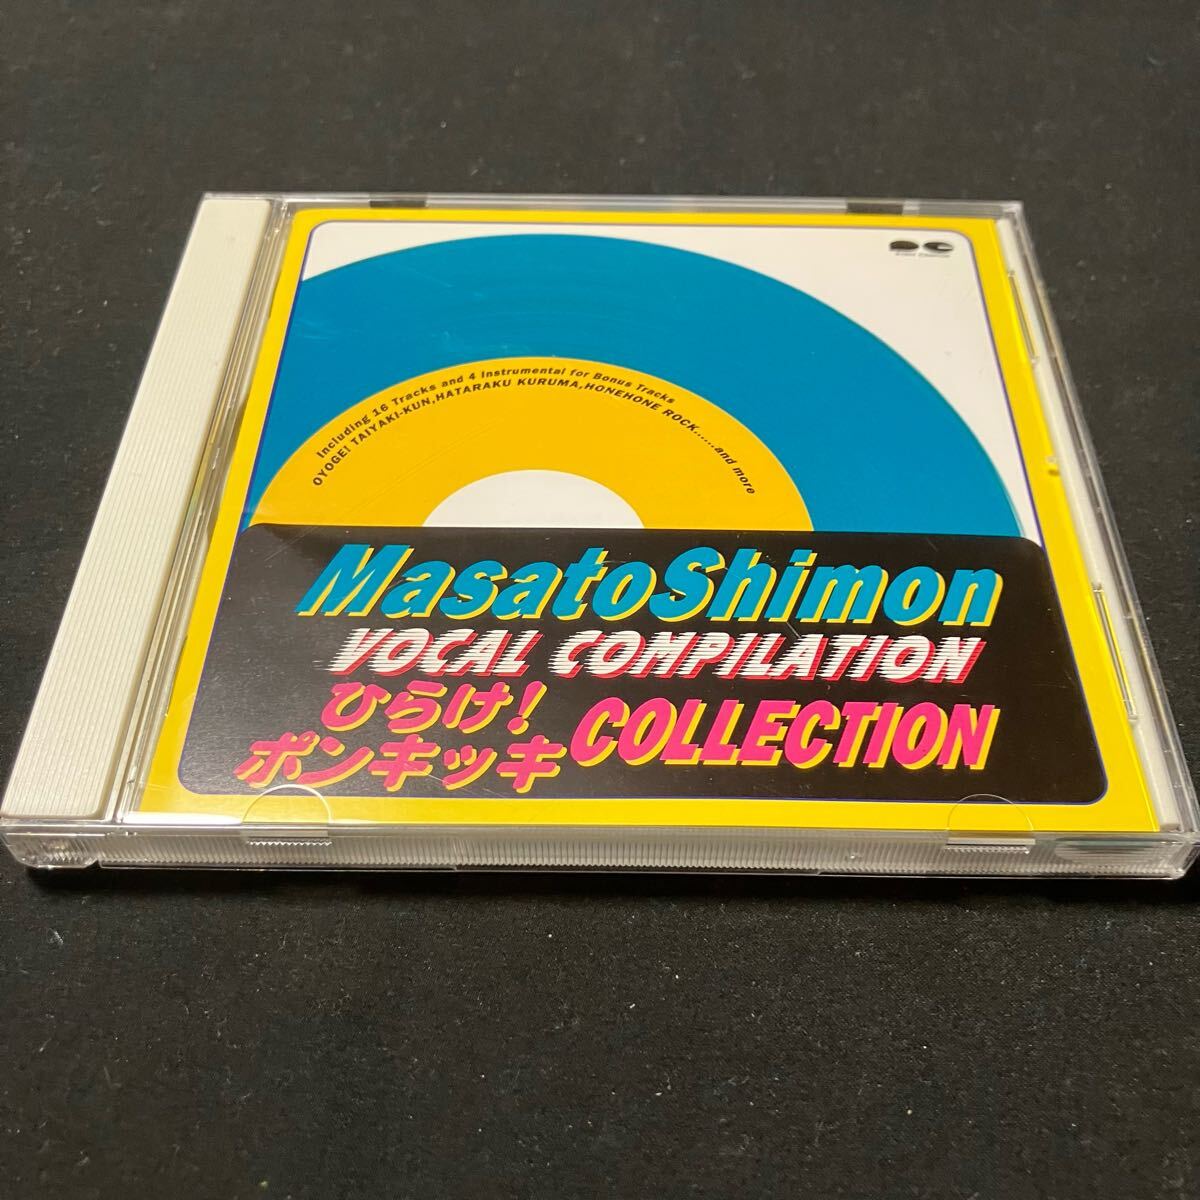 Including 16 Tracks and 4 Instrumental for Bonus Tracks
OYOGE! TAIYAKI-KUN,HATARAKU KURUMA,HONEHONE ROCK......and more
MasatoShimon
VOCAL COMPILATION
ひらけ!
ポンキッキ COLLECTION